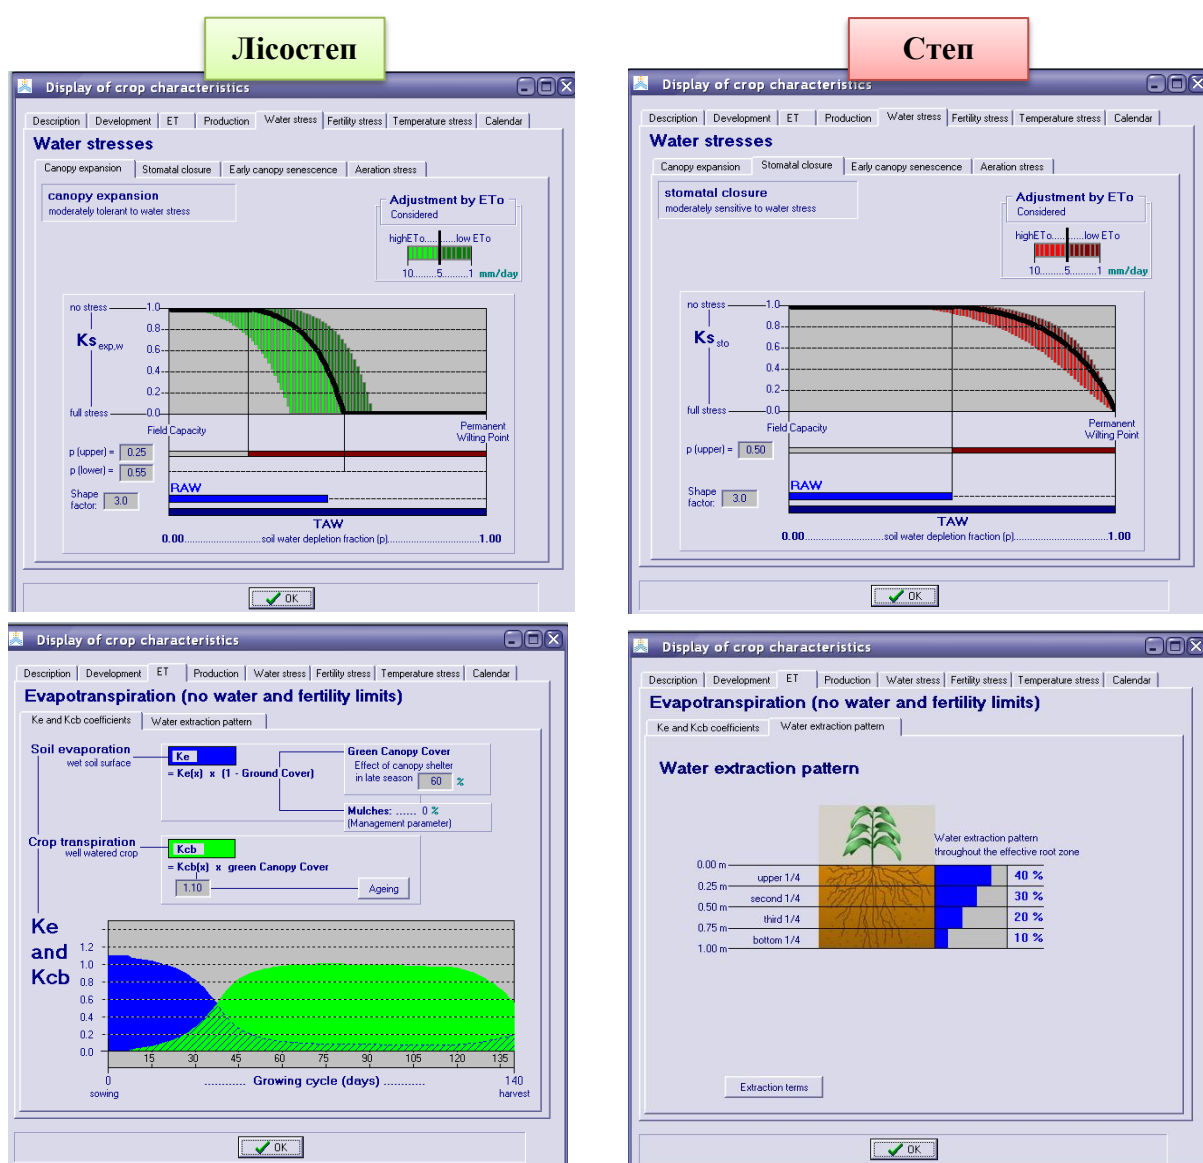 Лісостеп
Display of crop characteristics
Description Development ET Production Water stress Fertility stress Temperature stress Calendar
Water stresses
Canopy expansion Stomatal closure Early canopy senescence Aeration stress
canopy expansion
moderately tolerant to water stress
Adjustment by ETo
Considered
highETo.......low ETo
10.........5.........1 mm/day
no stress 1.0
0.8
Ks exp,w 0.6
0.4
0.2
full stress 0.0
Field Capacity
Permanent
Wilting Point
p (upper) = 0.25
p (lower) = 0.55
Shape
factor: 3.0
RAW
TAW
0.00..........................soil water depletion fraction (p)......................1.00
OK
Степ
Display of crop characteristics
Description Development ET Production Water stress Fertility stress Temperature stress Calendar
Water stresses
Canopy expansion Stomatal closure Early canopy senescence Aeration stress
stomatal closure
moderately sensitive to water stress
Adjustment by ETo
Considered
highETo.......low ETo
10.........5.........1 mm/day
no stress 1.0
0.8
Ks sto 0.6
0.4
0.2
full stress 0.0
Field Capacity
Permanent
Wilting Point
p (upper) = 0.50
Shape
factor: 3.0
RAW
TAW
0.00..........................soil water depletion fraction (p)......................1.00
OK
Display of crop characteristics
Description Development ET Production Water stress Fertility stress Temperature stress Calendar
Evapotranspiration (no water and fertility limits)
Ke and Kcb coefficients Water extraction pattern
Soil evaporation
wet soil surface
Ke
= Ke(x) x (1 - Ground Cover)
Green Canopy Cover
Effect of canopy shelter
in late season 60 %
Mulches: ...... 0 %
(Management parameter)
Crop transpiration
well watered crop
Kcb
= Kcb(x) x green Canopy Cover
1.10 Ageing
Ke
and
Kcb
1.2
1.0
0.8
0.6
0.4
0.2
0.0
15 30 45 60 75 90 105 120 135
0 ............ Growing cycle (days) ............ 140
sowing harvest
OK
Display of crop characteristics
Description Development ET Production Water stress Fertility stress Temperature stress Calendar
Evapotranspiration (no water and fertility limits)
Ke and Kcb coefficients Water extraction pattern
Water extraction pattern
Water extraction pattern
throughout the effective root zone
0.00 m
upper 1/4 40 %
0.25 m
second 1/4 30 %
0.50 m
third 1/4 20 %
0.75 m
bottom 1/4 10 %
1.00 m
Extraction terms
OK